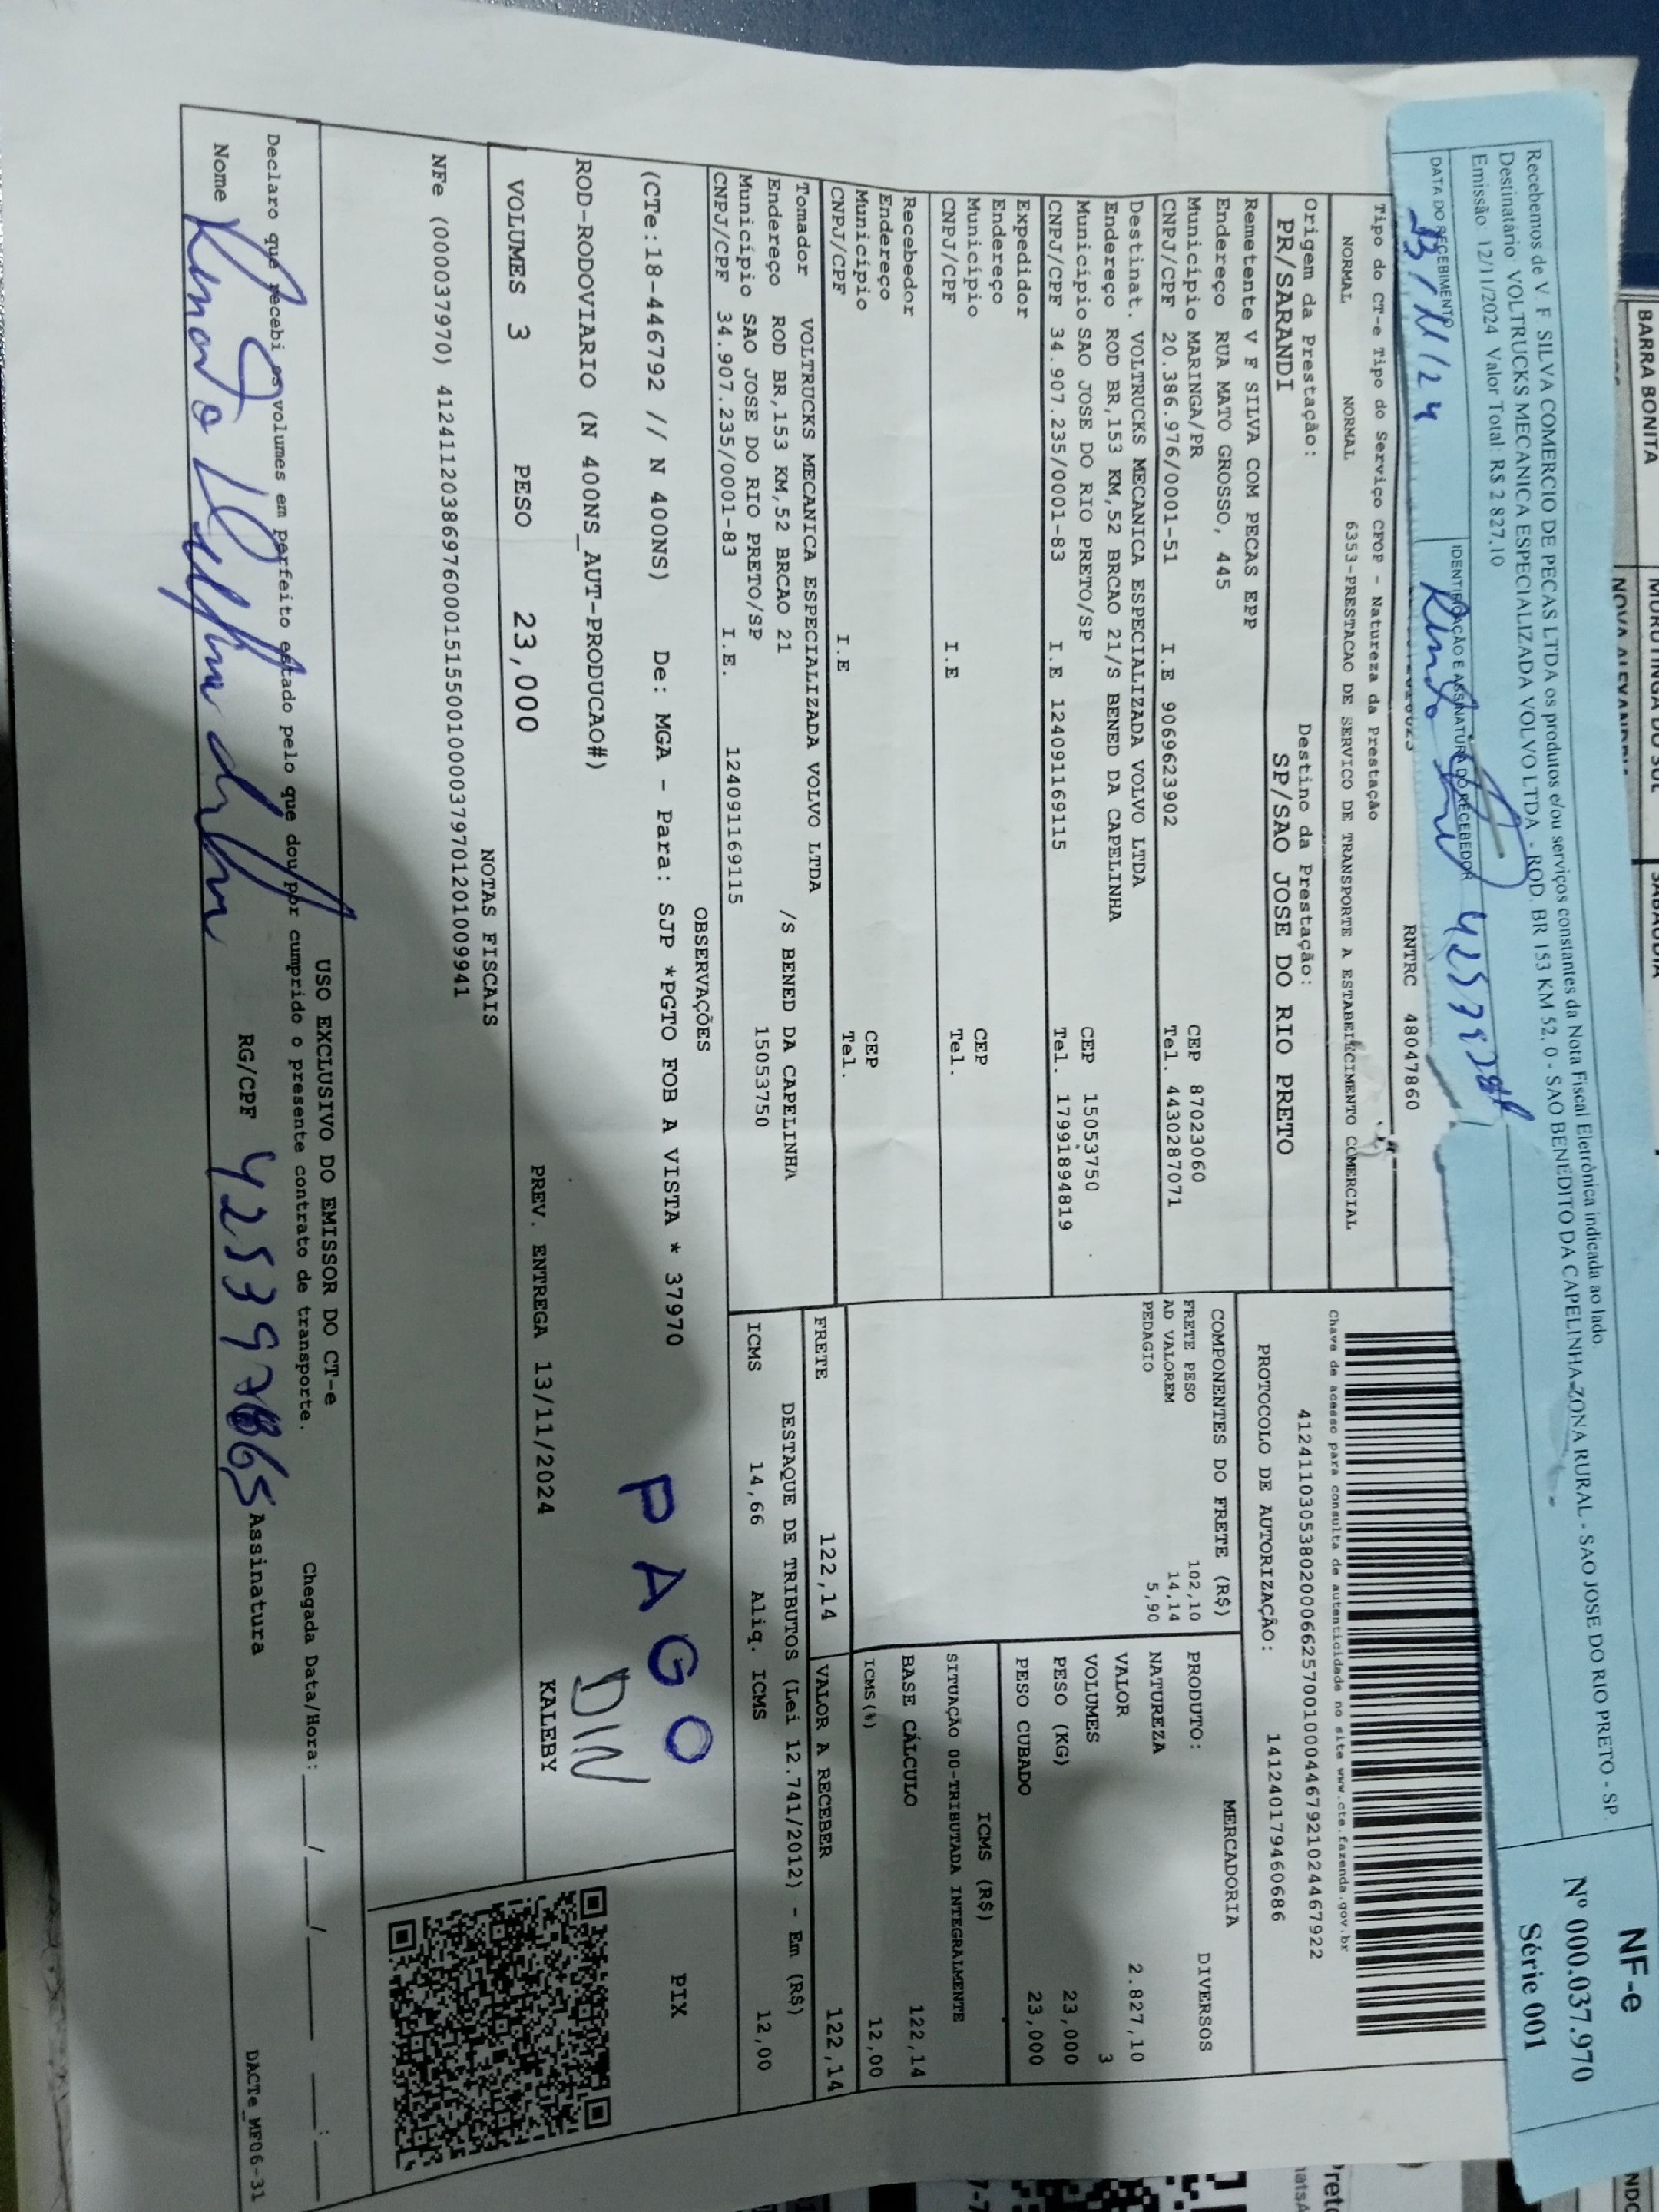 Recebemos de V. F SILVA COMERCIO DE PECAS LTDA os produtos e/ou serviços constantes da Nota Fiscal Eletrônica indicada ao lado.
Destinatário: VOLTRUCKS MECANICA ESPECIALIZADA VOLVO LTDA - ROD. BR 153 KM 52, 0 - SAO BENEDITO DA CAPELINHA-ZONA RURAL - SAO JOSE DO RIO PRETO - SP
Emissão: 12/11/2024 Valor Total: R$ 2.827,10
NF-e
Nº 000.037.970
Série 001
DATA DO RECEBIMENTO
IDENTIFICAÇÃO E ASSINATURA DO RECEBEDOR
RNTRC 48047860
Tipo do CT-e Tipo do Serviço CFOP - Natureza da Prestação
NORMAL NORMAL 6353-PRESTACAO DE SERVICO DE TRANSPORTE A ESTABELECIMENTO COMERCIAL
Origem da Prestação: Destino da Prestação:
PR/SARANDI SP/SAO JOSE DO RIO PRETO
Chave de acesso para consulta de autenticidade no site www.cte.fazenda.gov.br
41241103053802000662570010004467921024467922
PROTOCOLO DE AUTORIZAÇÃO: 141240179460686
Remetente V F SILVA COM PECAS EPP
Endereço RUA MATO GROSSO, 445
Município MARINGA/PR CEP 87023060
CNPJ/CPF 20.386.976/0001-51 I.E 9069623902 Tel. 4430287071
Destinat. VOLTRUCKS MECANICA ESPECIALIZADA VOLVO LTDA
Endereço ROD BR,153 KM,52 BRCAO 21/S BENED DA CAPELINHA
Município SAO JOSE DO RIO PRETO/SP CEP 15053750
CNPJ/CPF 34.907.235/0001-83 I.E 124091169115 Tel. 17991894819
Expedidor
Endereço
Município CEP
CNPJ/CPF I.E Tel.
Recebedor
Endereço
Município CEP
CNPJ/CPF I.E Tel.
Tomador VOLTRUCKS MECANICA ESPECIALIZADA VOLVO LTDA
Endereço ROD BR,153 KM,52 BRCAO 21 /S BENED DA CAPELINHA
Município SAO JOSE DO RIO PRETO/SP 15053750
CNPJ/CPF 34.907.235/0001-83 I.E. 124091169115
COMPONENTES DO FRETE (R$)
FRETE PESO 102,10
AD VALOREM 14,14
PEDAGIO 5,90
MERCADORIA
PRODUTO: DIVERSOS
NATUREZA
VALOR 2.827,10
VOLUMES 3
PESO (KG) 23,000
PESO CUBADO 23,000
ICMS (R$)
SITUAÇÃO 00-TRIBUTADA INTEGRALMENTE
BASE CÁLCULO 122,14
ICMS(%) 12,00
FRETE 122,14 VALOR A RECEBER 122,14
DESTAQUE DE TRIBUTOS (Lei 12.741/2012) - Em (R$)
ICMS 14,66 Aliq. ICMS 12,00
OBSERVAÇÕES
(CTe:18-446792 // N 400NS) De: MGA - Para: SJP *PGTO FOB A VISTA * 37970
ROD-RODOVIARIO (N 400NS_AUT-PRODUCAO#)
PAGO
DIN
PIX
VOLUMES 3 PESO 23,000 PREV. ENTREGA 13/11/2024 KALEBY
NOTAS FISCAIS
NFe (000037970) 41241120386976000151550010000379701201009941
USO EXCLUSIVO DO EMISSOR DO CT-e
Declaro que recebi os volumes em perfeito estado pelo que dou por cumprido o presente contrato de transporte. Chegada Data/Hora: ___/___/___ ___:___
Nome RG/CPF Assinatura
DACTe_MF06-31
BARRA BONITA